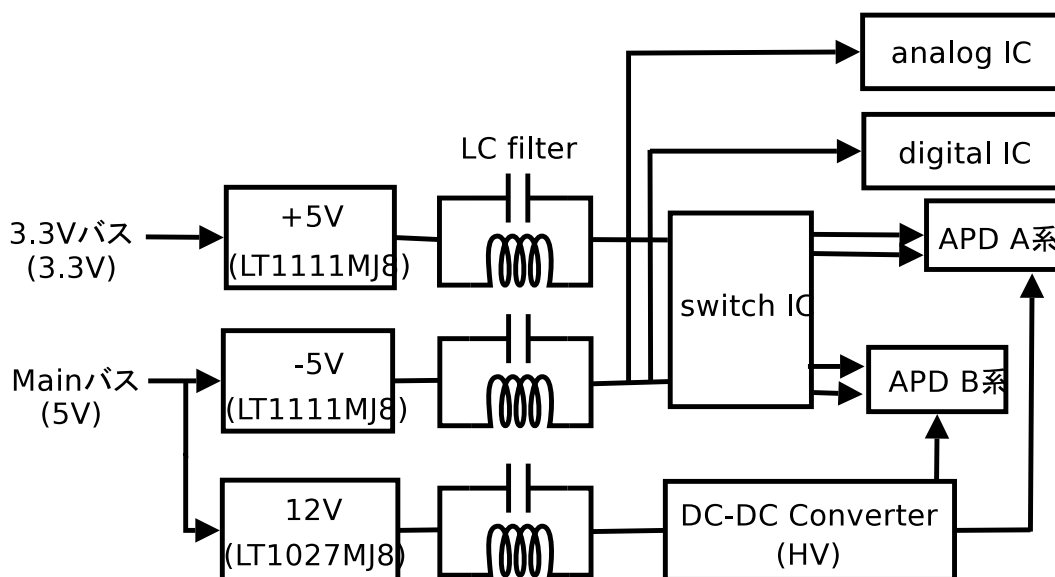 analog IC
digital IC
LC filter
3.3Vバス
(3.3V)
+5V
(LT1111MJ8)
switch IC
APD A系
Mainバス
(5V)
-5V
(LT1111MJ8)
APD B系
12V
(LT1027MJ8)
DC-DC Converter
(HV)